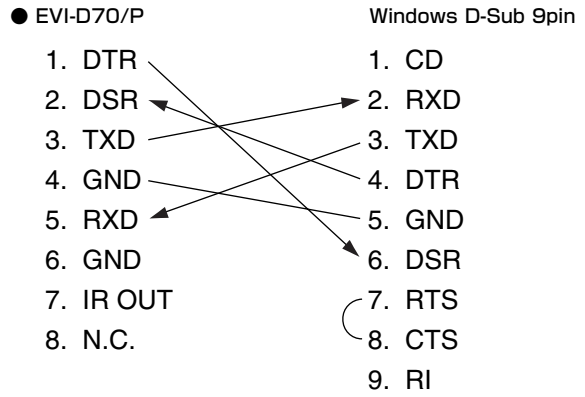 ● EVI-D70/P
Windows D-Sub 9pin
1. DTR
2. DSR
3. TXD
4. GND
5. RXD
6. GND
7. IR OUT
8. N.C.
1. CD
2. RXD
3. TXD
4. DTR
5. GND
6. DSR
7. RTS
8. CTS
9. RI